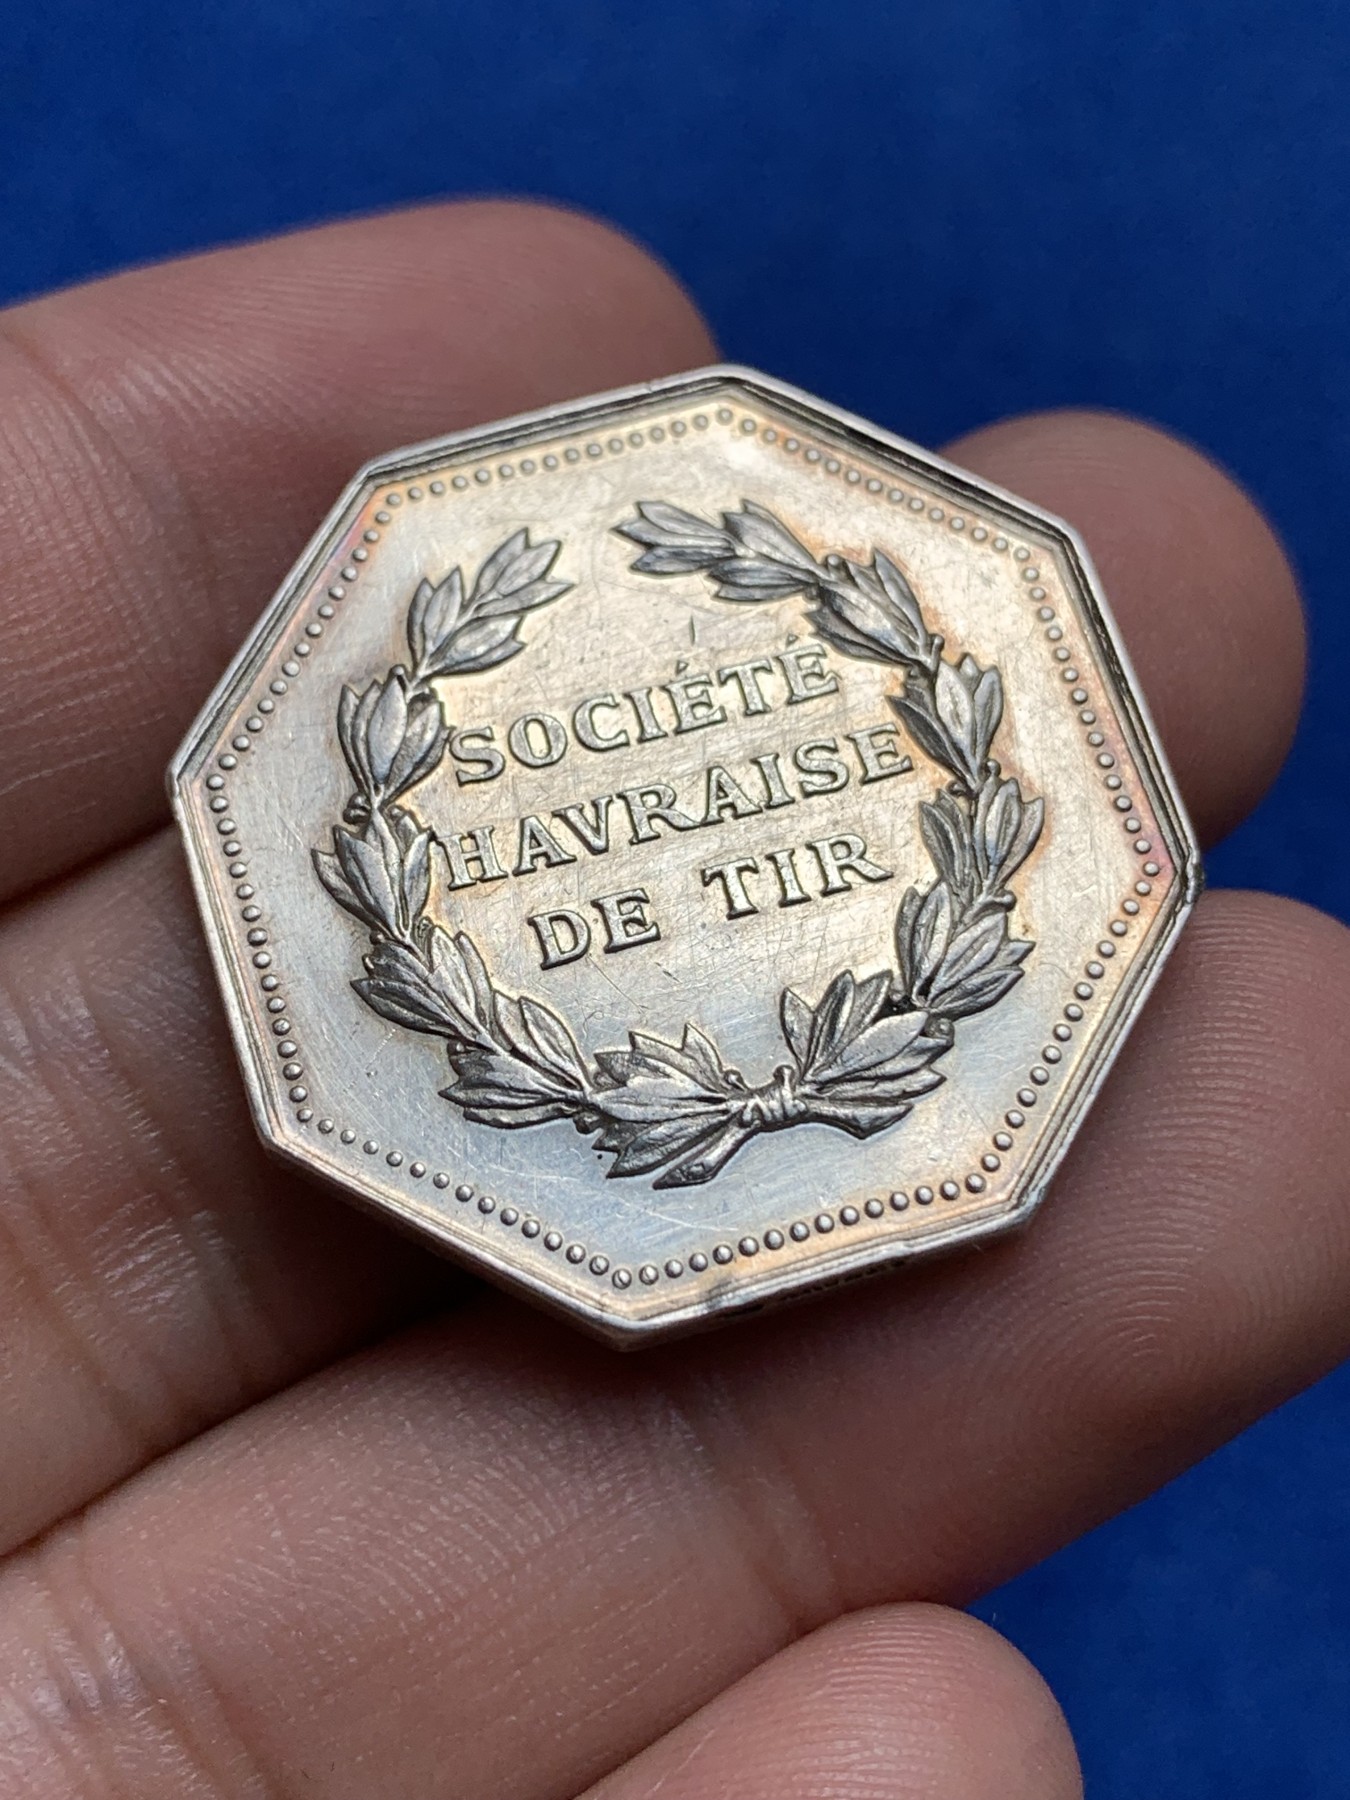 SOCIÉTÉ
HAVRAISE
DE TIR